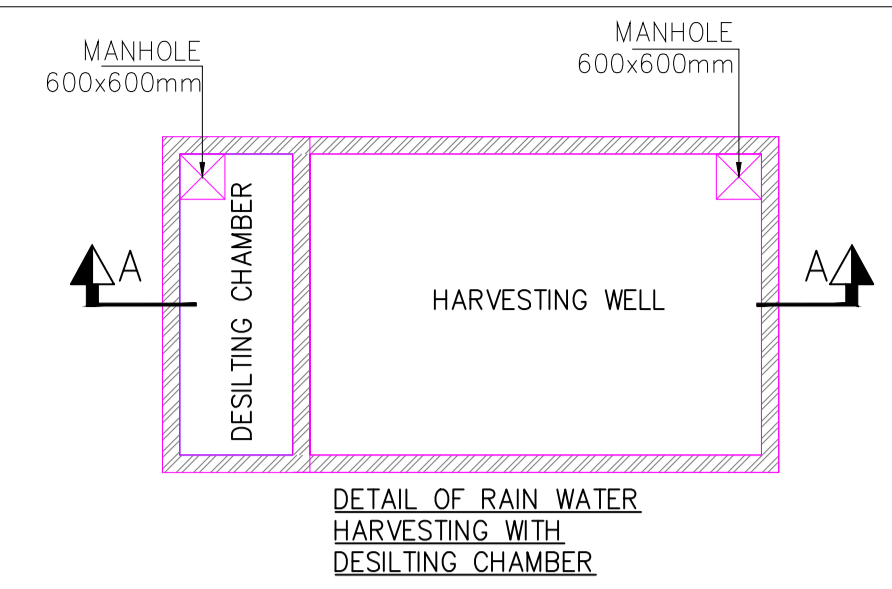 MANHOLE
600x600mm
MANHOLE
600x600mm
A
A
DESILTING CHAMBER
HARVESTING WELL
DETAIL OF RAIN WATER
HARVESTING WITH
DESILTING CHAMBER